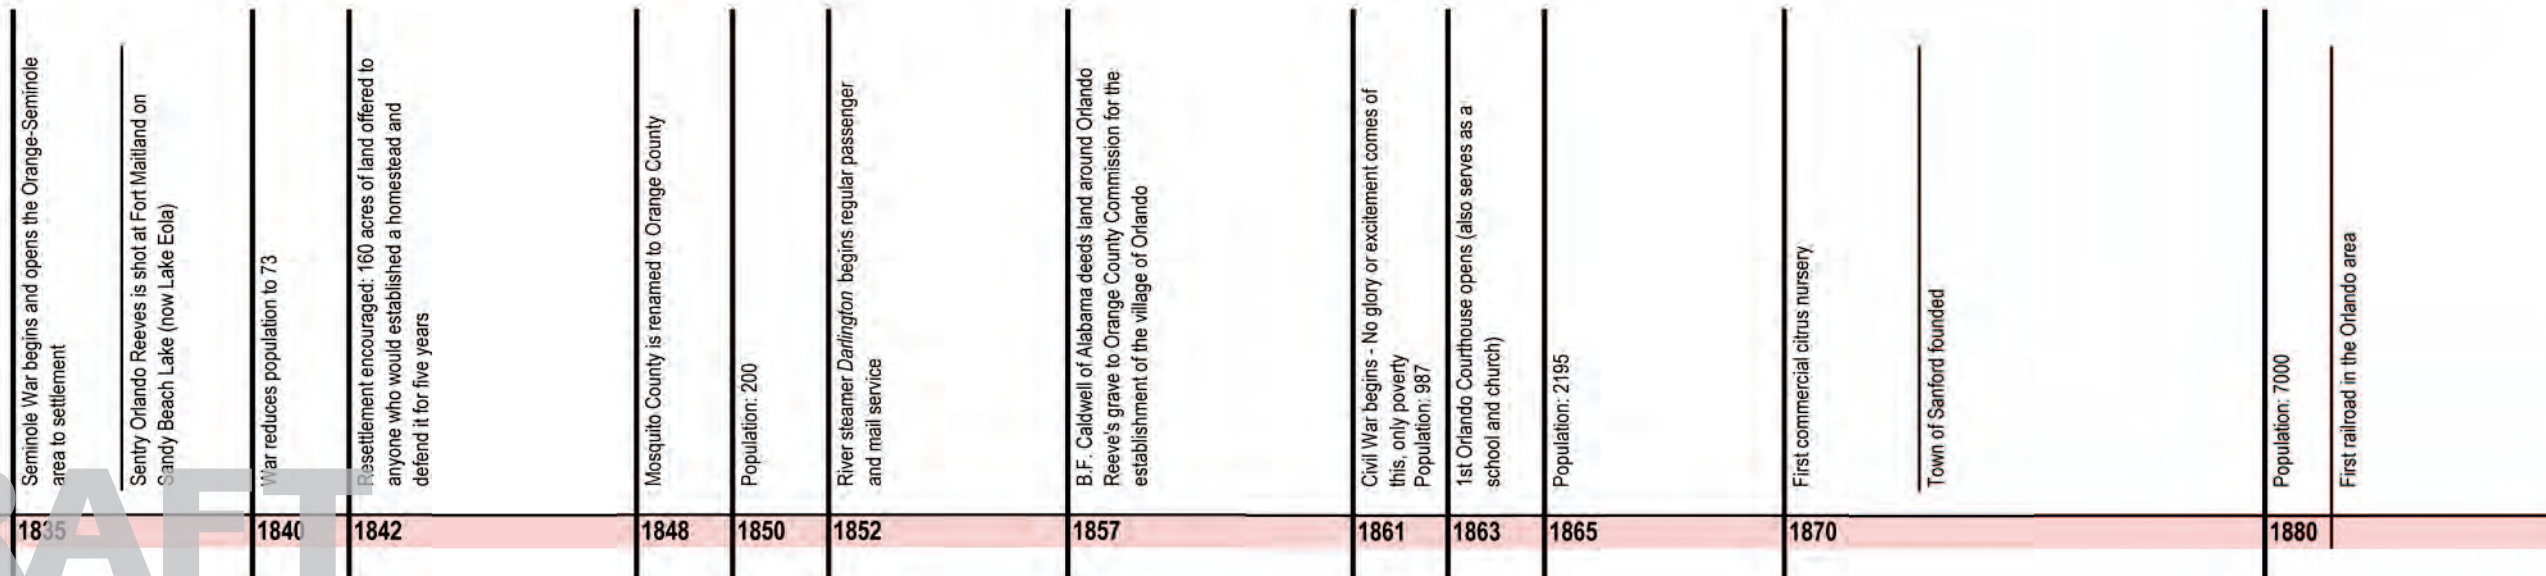 Seminole War begins and opens the Orange-Seminole
area to settlement
Sentry Orlando Reeves is shot at Fort Maitland on
Sandy Beach Lake (now Lake Eola)
War reduces population to 73
Resettlement encouraged: 160 acres of land offered to
anyone who would established a homestead and
defend it for five years
Mosquito County is renamed to Orange County
Population: 200
River steamer Darlington begins regular passenger
and mail service
B.F. Caldwell of Alabama deeds land around Orlando
Reeve's grave to Orange County Commission for the
establishment of the village of Orlando
Civil War begins - No glory or excitement comes of
this, only poverty
Population: 987
1st Orlando Courthouse opens (also serves as a
school and church)
Population: 2195
First commercial citrus nursery
Town of Sanford founded
Population: 7000
First railroad in the Orlando area
1835
1840
1842
1848
1850
1852
1857
1861
1863
1865
1870
1880
RAFT